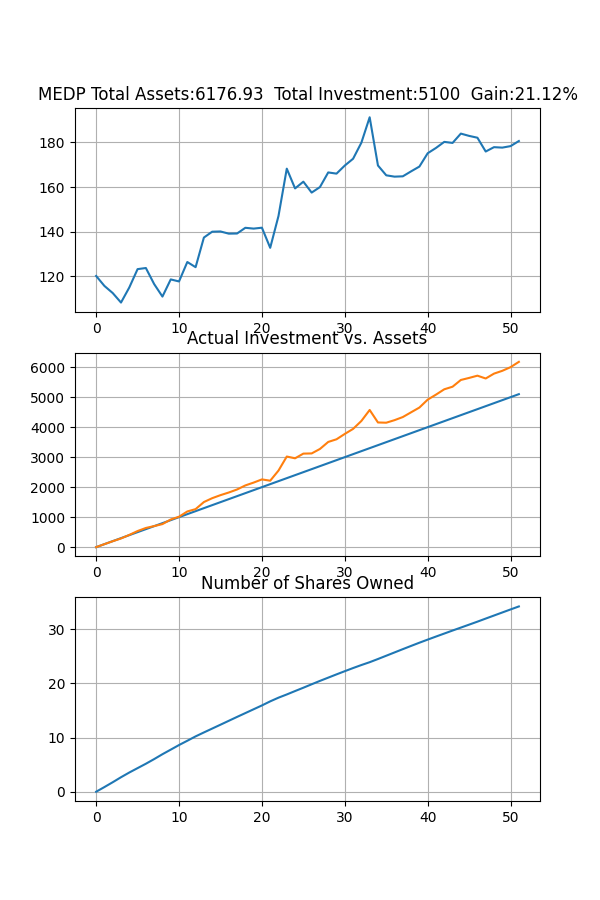 MEDP Total Assets:6176.93  Total Investment:5100  Gain:21.12%
180
160
140
120
0 10 20 30 40 50
Actual Investment vs. Assets
6000
5000
4000
3000
2000
1000
0
0 10 20 30 40 50
Number of Shares Owned
30
20
10
0
0 10 20 30 40 50